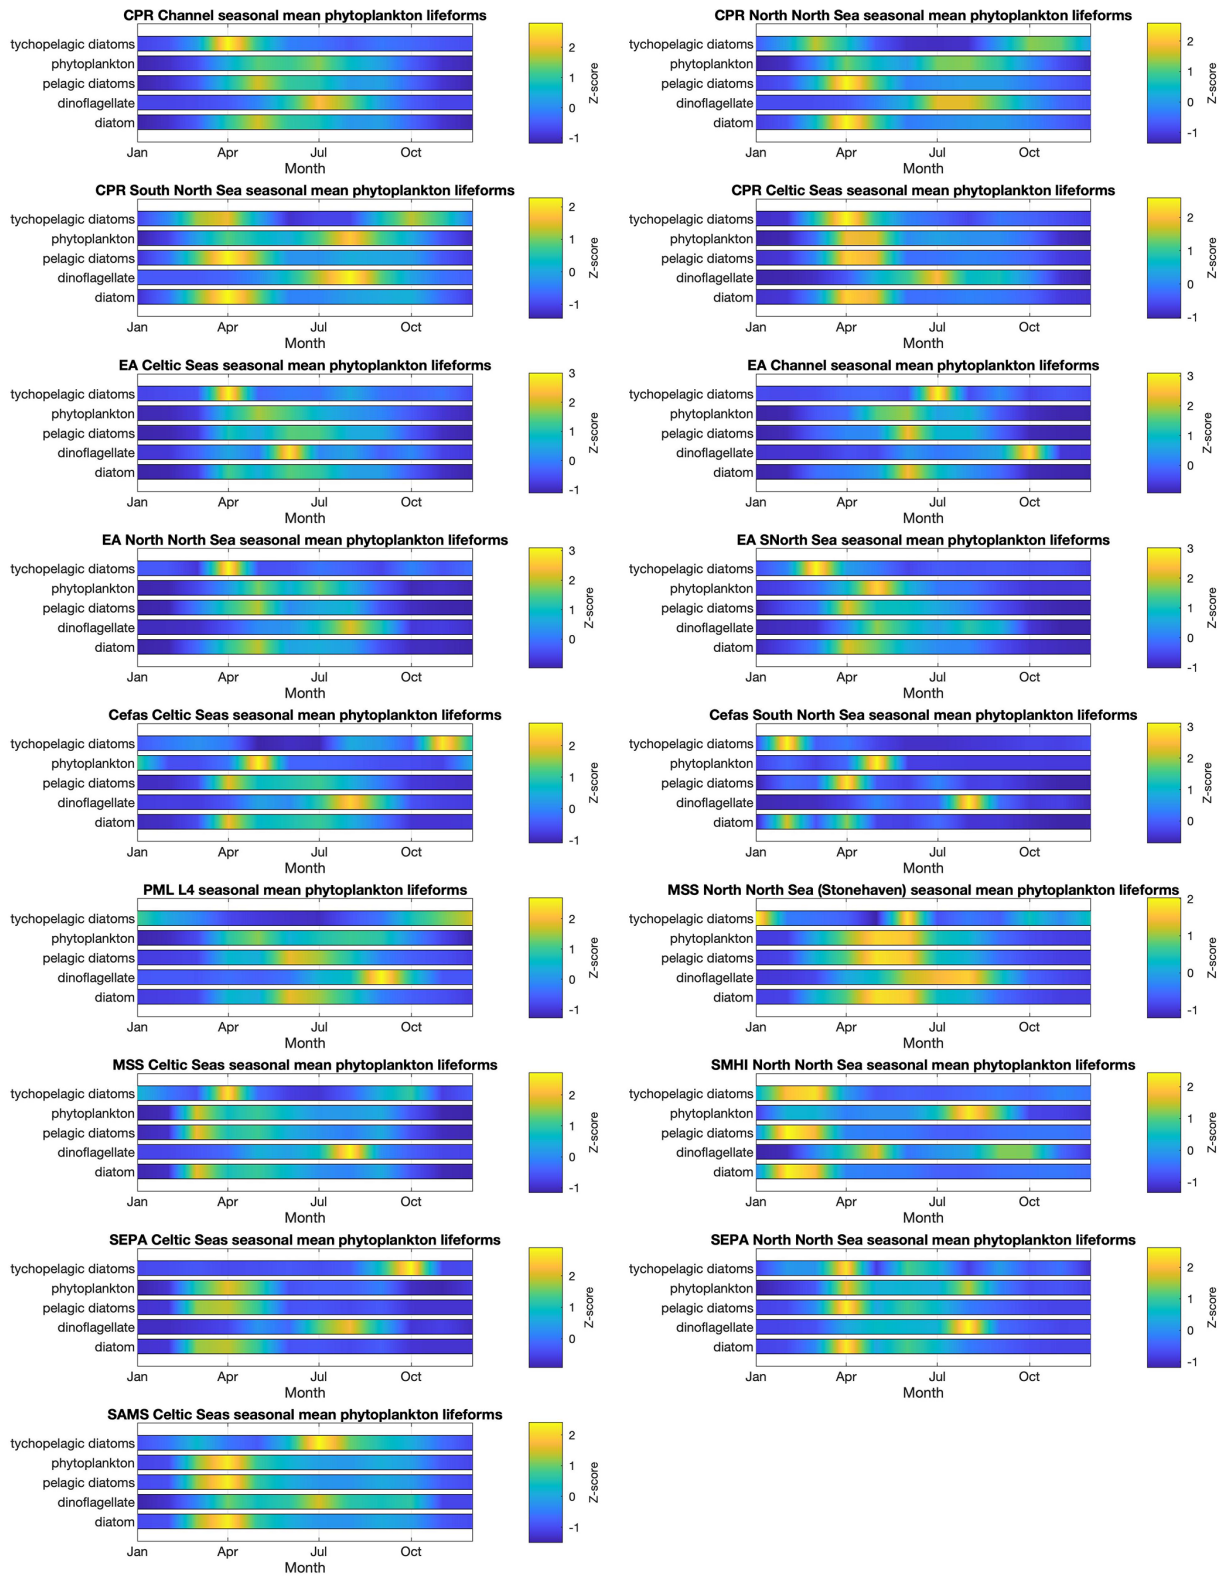 CPR Channel seasonal mean phytoplankton lifeforms
tychopelagic diatoms
phytoplankton
pelagic diatoms
dinoflagellate
diatom
Jan Apr Jul Oct
Month
2
1
0
-1
Z-score
CPR North North Sea seasonal mean phytoplankton lifeforms
tychopelagic diatoms
phytoplankton
pelagic diatoms
dinoflagellate
diatom
Jan Apr Jul Oct
Month
2
1
0
-1
Z-score
CPR South North Sea seasonal mean phytoplankton lifeforms
tychopelagic diatoms
phytoplankton
pelagic diatoms
dinoflagellate
diatom
Jan Apr Jul Oct
Month
2
1
0
-1
Z-score
CPR Celtic Seas seasonal mean phytoplankton lifeforms
tychopelagic diatoms
phytoplankton
pelagic diatoms
dinoflagellate
diatom
Jan Apr Jul Oct
Month
2
1
0
-1
Z-score
EA Celtic Seas seasonal mean phytoplankton lifeforms
tychopelagic diatoms
phytoplankton
pelagic diatoms
dinoflagellate
diatom
Jan Apr Jul Oct
Month
3
2
1
0
-1
Z-score
EA Channel seasonal mean phytoplankton lifeforms
tychopelagic diatoms
phytoplankton
pelagic diatoms
dinoflagellate
diatom
Jan Apr Jul Oct
Month
3
2
1
0
Z-score
EA North North Sea seasonal mean phytoplankton lifeforms
tychopelagic diatoms
phytoplankton
pelagic diatoms
dinoflagellate
diatom
Jan Apr Jul Oct
Month
3
2
1
0
Z-score
EA SNorth Sea seasonal mean phytoplankton lifeforms
tychopelagic diatoms
phytoplankton
pelagic diatoms
dinoflagellate
diatom
Jan Apr Jul Oct
Month
3
2
1
0
-1
Z-score
Cefas Celtic Seas seasonal mean phytoplankton lifeforms
tychopelagic diatoms
phytoplankton
pelagic diatoms
dinoflagellate
diatom
Jan Apr Jul Oct
Month
2
1
0
-1
Z-score
Cefas South North Sea seasonal mean phytoplankton lifeforms
tychopelagic diatoms
phytoplankton
pelagic diatoms
dinoflagellate
diatom
Jan Apr Jul Oct
Month
3
2
1
0
Z-score
PML L4 seasonal mean phytoplankton lifeforms
tychopelagic diatoms
phytoplankton
pelagic diatoms
dinoflagellate
diatom
Jan Apr Jul Oct
Month
2
1
0
-1
Z-score
MSS North North Sea (Stonehaven) seasonal mean phytoplankton lifeforms
tychopelagic diatoms
phytoplankton
pelagic diatoms
dinoflagellate
diatom
Jan Apr Jul Oct
Month
2
1
0
-1
Z-score
MSS Celtic Seas seasonal mean phytoplankton lifeforms
tychopelagic diatoms
phytoplankton
pelagic diatoms
dinoflagellate
diatom
Jan Apr Jul Oct
Month
2
1
0
-1
Z-score
SMHI North North Sea seasonal mean phytoplankton lifeforms
tychopelagic diatoms
phytoplankton
pelagic diatoms
dinoflagellate
diatom
Jan Apr Jul Oct
Month
2
1
0
-1
Z-score
SEPA Celtic Seas seasonal mean phytoplankton lifeforms
tychopelagic diatoms
phytoplankton
pelagic diatoms
dinoflagellate
diatom
Jan Apr Jul Oct
Month
2
1
0
Z-score
SEPA North North Sea seasonal mean phytoplankton lifeforms
tychopelagic diatoms
phytoplankton
pelagic diatoms
dinoflagellate
diatom
Jan Apr Jul Oct
Month
2
1
0
-1
Z-score
SAMS Celtic Seas seasonal mean phytoplankton lifeforms
tychopelagic diatoms
phytoplankton
pelagic diatoms
dinoflagellate
diatom
Jan Apr Jul Oct
Month
2
1
0
-1
Z-score